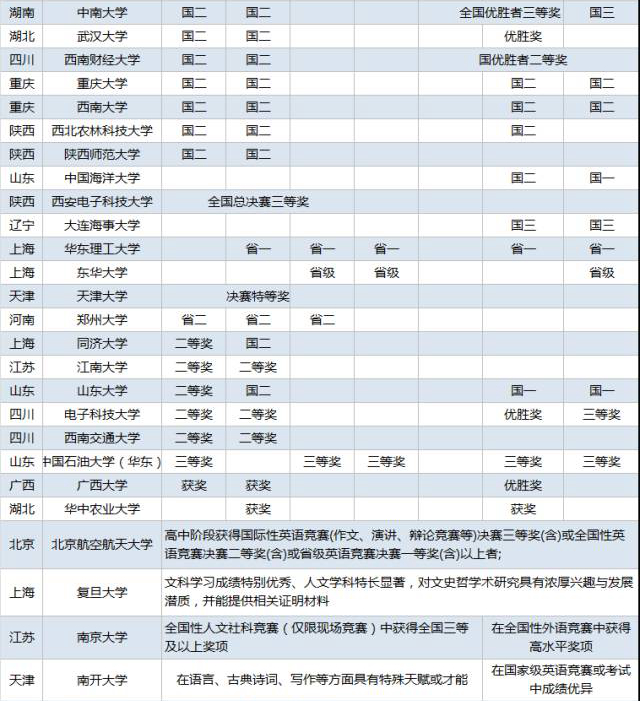 湖南 中南大学 国二 国二 全国优胜者三等奖 国三
湖北 武汉大学 国二 国二 优胜奖
四川 西南财经大学 国二 国二 国优胜者二等奖
重庆 重庆大学 国二 国二 国二 国二
重庆 西南大学 国二 国二 国二 国二
陕西 西北农林科技大学 国二 国二 国二
陕西 陕西师范大学 国二 国二
山东 中国海洋大学 国二 国一
陕西 西安电子科技大学 全国总决赛三等奖
辽宁 大连海事大学 国三 国三
上海 华东理工大学 省一 省一 省一 省一 省一
上海 东华大学 省级 省级 省级
天津 天津大学 决赛特等奖
河南 郑州大学 省二 省二 省二
上海 同济大学 二等奖 国二
江苏 江南大学 二等奖 二等奖
山东 山东大学 二等奖 国二 国一 国一
四川 电子科技大学 二等奖 二等奖 优胜奖 三等奖
四川 西南交通大学 二等奖 二等奖
山东 中国石油大学（华东） 三等奖 三等奖 三等奖 三等奖 三等奖
广西 广西大学 获奖 获奖 优胜奖
湖北 华中农业大学 获奖 获奖
北京 北京航空航天大学 高中阶段获得国际性英语竞赛(作文、演讲、辩论竞赛等)决赛三等奖(含)或全国性英
语竞赛决赛二等奖(含)或省级英语竞赛决赛一等奖(含)以上者;
上海 复旦大学 文科学习成绩特别优秀、人文学科特长显著，对文史哲学术研究具有浓厚兴趣与发展
潜质，并能提供相关证明材料
江苏 南京大学 全国性人文社科竞赛（仅限现场竞赛）中获得全国三等 在全国性外语竞赛中获得
及以上奖项 高水平奖项
天津 南开大学 在语言、古典诗词、写作等方面具有特殊天赋或才能 在国家级英语竞赛或考试
中成绩优异